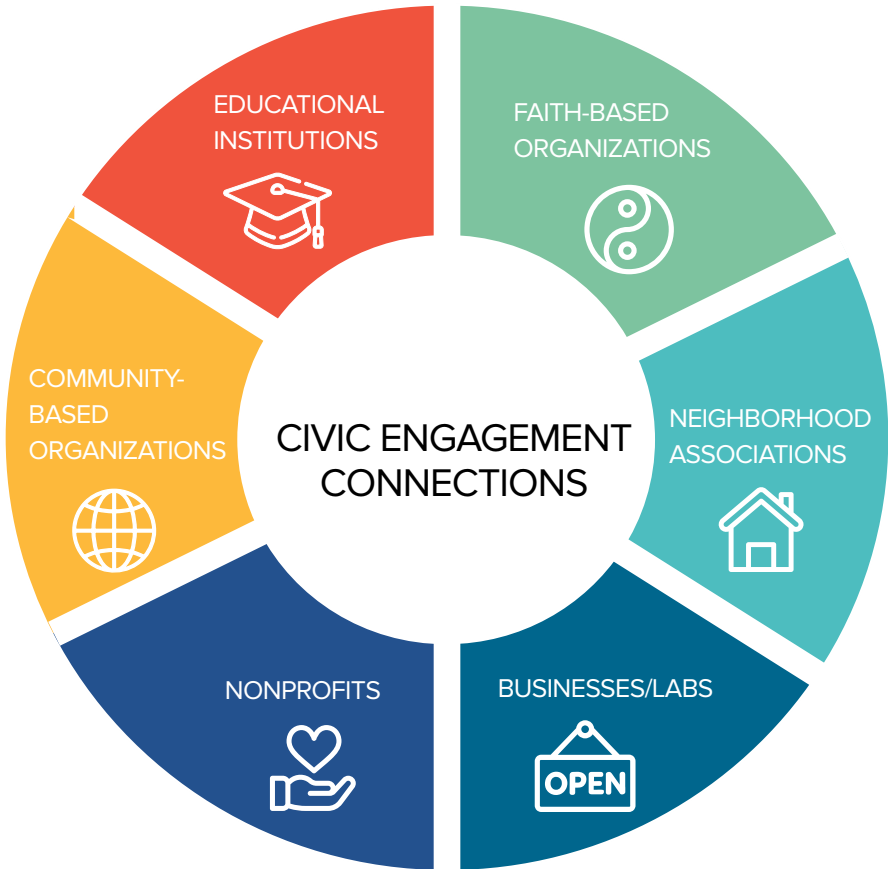 EDUCATIONAL
INSTITUTIONS
FAITH-BASED
ORGANIZATIONS
COMMUNITY-
BASED
ORGANIZATIONS
CIVIC ENGAGEMENT
CONNECTIONS
NEIGHBORHOOD
ASSOCIATIONS
NONPROFITS
BUSINESSES/LABS
OPEN